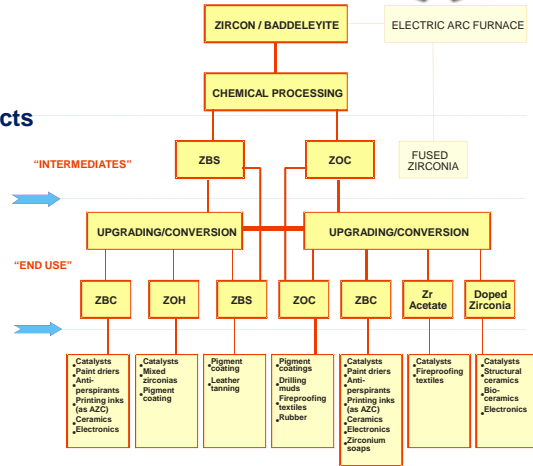 ZIRCON / BADDELEYITE
ELECTRIC ARC FURNACE
CHEMICAL PROCESSING
cts
“INTERMEDIATES”
ZBS
ZOC
FUSED
ZIRCONIA
UPGRADING/CONVERSION
UPGRADING/CONVERSION
“END USE”
ZBC
ZOH
ZBS
ZOC
ZBC
Zr
Acetate
Doped
Zirconia
•Catalysts
•Paint driers
•Anti-
perspirants
•Printing inks
(as AZC)
•Ceramics
•Electronics
•Catalysts
•Mixed
zirconias
•Pigment
coating
•Pigment
coating
•Leather
tanning
•Pigment
coatings
•Drilling
muds
•Fireproofing
textiles
•Rubber
•Catalysts
•Paint driers
•Anti-
perspirants
•Printing inks
(as AZC)
•Ceramics
•Electronics
•Zirconium
soaps
•Catalysts
•Fireproofing
textiles
•Catalysts
•Structural
ceramics
•Bio-
ceramics
•Electronics